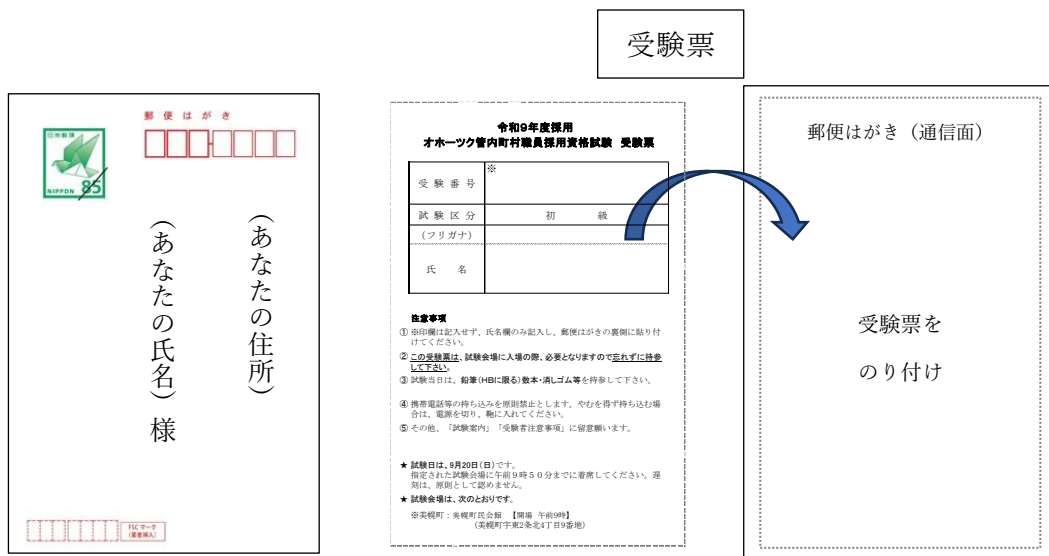 受験票
郵便はがき
日本郵便
NIPPON 85
(あなたの住所)
(あなたの氏名) 様
FSC マーク
(業者挿入)
令和9年度採用
オホーツク管内町村職員採用資格試験 受験票
受 験 番 号 ※
試 験 区 分 初 級
(フリガナ)
氏 名
注意事項
① ※印欄は記入せず、氏名欄のみ記入し、郵便はがきの裏側に貼り付
けてください。
② この受験票は、試験会場に入場の際、必要となりますので忘れずに持参
して下さい。
③ 試験当日は、鉛筆(HBに限る)数本・消しゴム等を持参して下さい。
④ 携帯電話等の持ち込みを原則禁止とします。やむを得ず持ち込む場
合は、電源を切り、鞄に入れてください。
⑤ その他、「試験案内」「受験者注意事項」に留意願います。
★ 試験日は、9月20日(日)です。
指定された試験会場に午前9時50分までに着席してください。遅
刻は、原則として認めません。
★ 試験会場は、次のとおりです。
※美幌町:美幌町民会館 【開場 午前9時】
(美幌町字東2条北4丁目9番地)
郵便はがき(通信面)
受験票を
のり付け